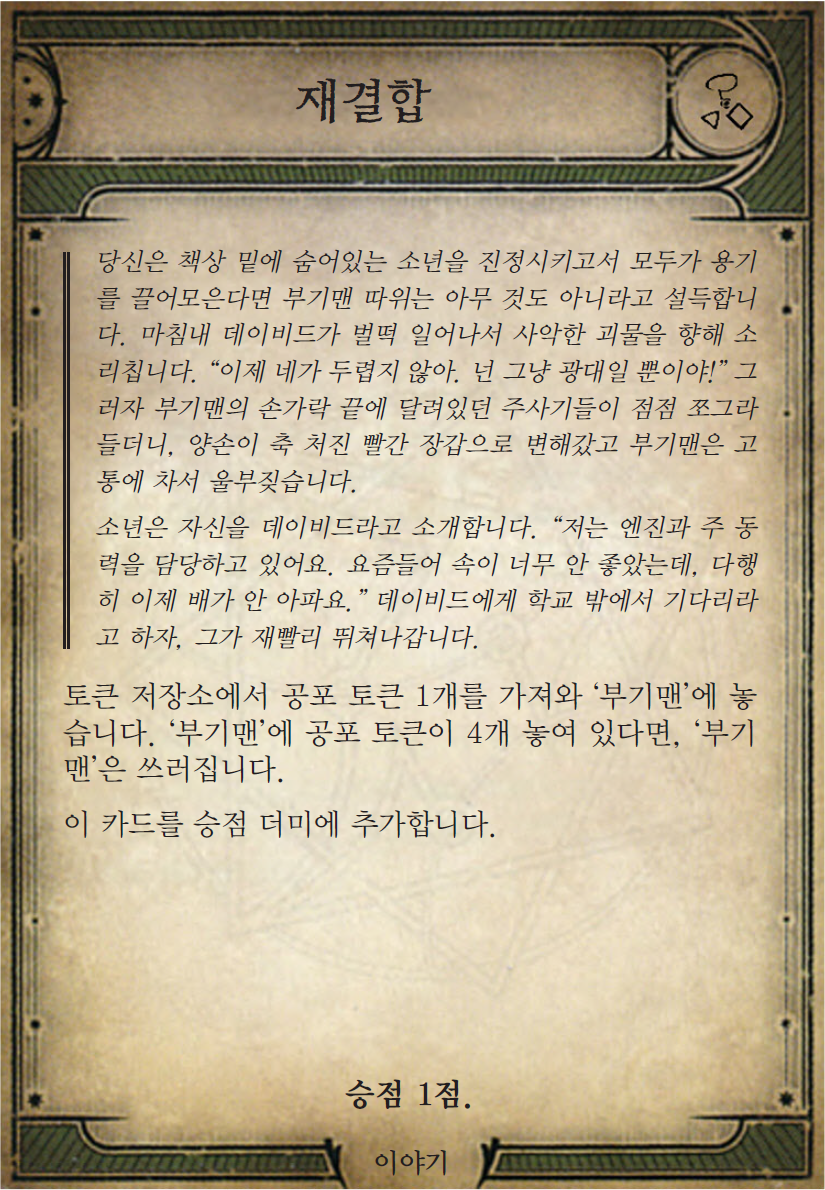 재결합
당신은 책상 밑에 숨어있는 소년을 진정시키고서 모두가 용기
를 끌어모은다면 부기맨 따위는 아무 것도 아니라고 설득합니
다. 마침내 데이비드가 벌떡 일어나서 사악한 괴물을 향해 소
리칩니다. “이제 네가 두렵지 않아. 넌 그냥 광대일 뿐이야!” 그
러자 부기맨의 손가락 끝에 달려있던 주사기들이 점점 쪼그라
들더니, 양손이 축 처진 빨간 장갑으로 변해갔고 부기맨은 고
통에 차서 울부짖습니다.
소년은 자신을 데이비드라고 소개합니다. “저는 엔진과 주 동
력을 담당하고 있어요. 요즘들어 속이 너무 안 좋았는데, 다행
히 이제 배가 안 아파요.” 데이비드에게 학교 밖에서 기다리라
고 하자, 그가 재빨리 뛰쳐나갑니다.
토큰 저장소에서 공포 토큰 1개를 가져와 ‘부기맨’에 놓
습니다. ‘부기맨’에 공포 토큰이 4개 놓여 있다면, ‘부기
맨’은 쓰러집니다.
이 카드를 승점 더미에 추가합니다.
승점 1점.
이야기